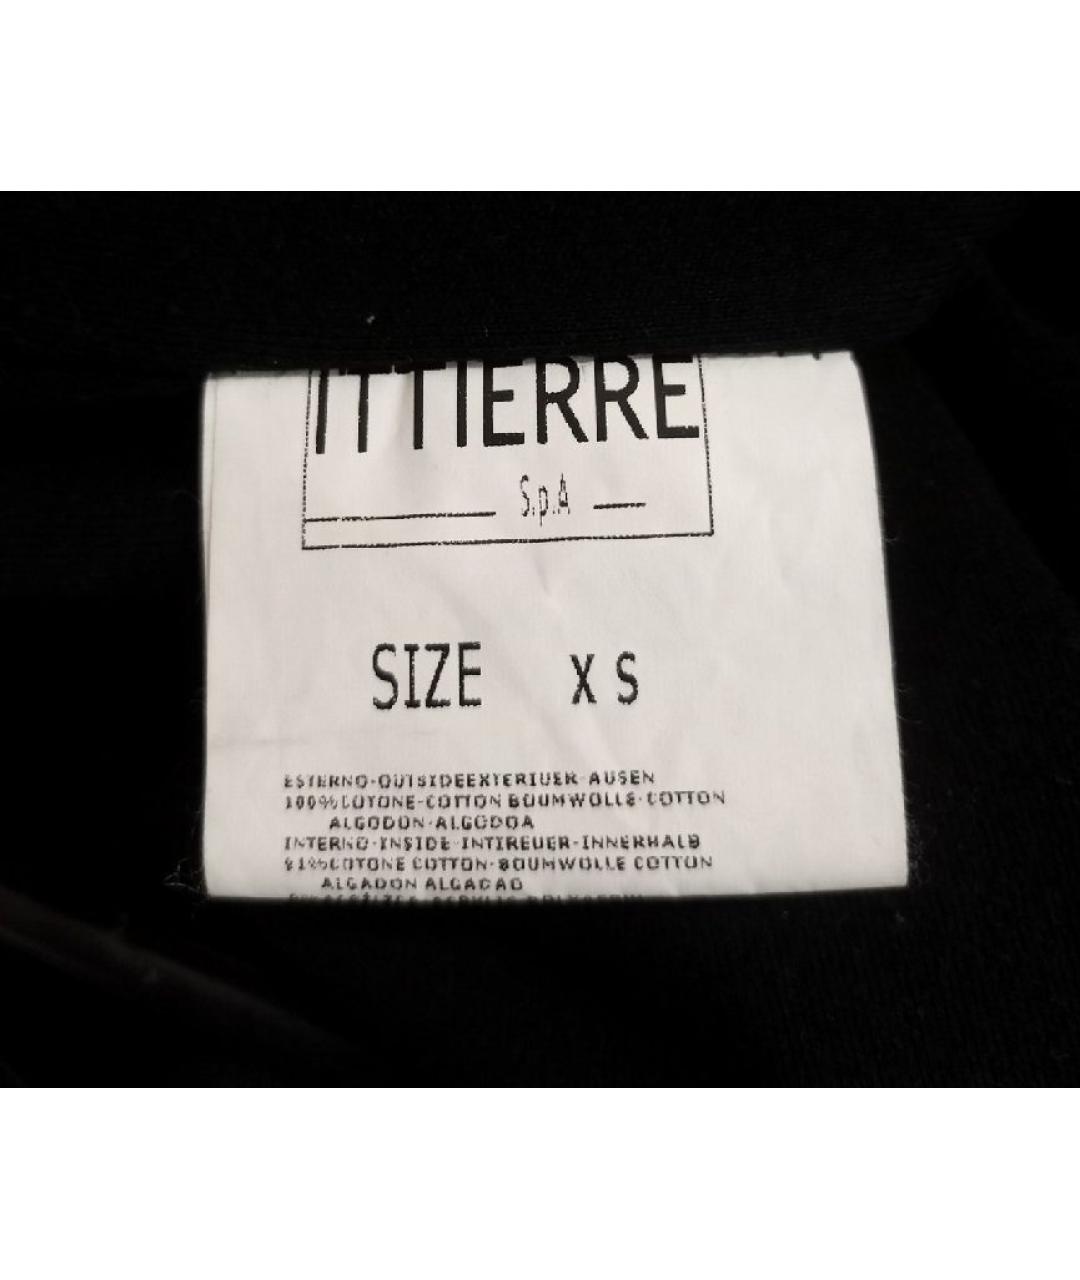 ITTIERRE
S.p.A
SIZE XS
ESTERNO-OUTSIDEEXTERIUER-AUSEN
100%COTONE-COTTON BOUMWOLLE-COTTON
ALGODON-ALGODOA
INTERNO-INSIDE-INTIREUER-INNERHALB
COTONE COTTON-BOUMWOLLE COTTON
ALGADON ALGACAO